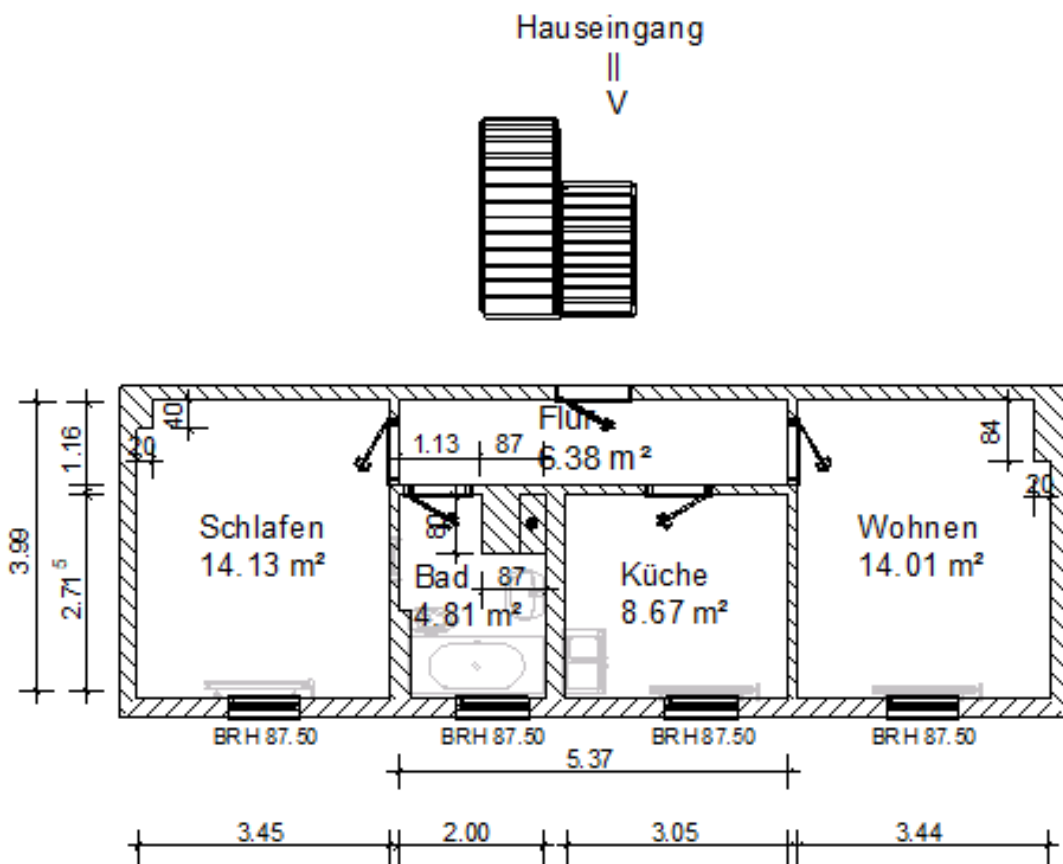 Hauseingang
||
V
Flur
6.38 m²
1.13
87
40
20
84
20
1.16
3.99
2.71⁵
Schlafen
14.13 m²
80
Bad
87
4.81 m²
Küche
8.67 m²
Wohnen
14.01 m²
BRH 87.50
BRH 87.50
BRH 87.50
BRH 87.50
5.37
3.45
2.00
3.05
3.44